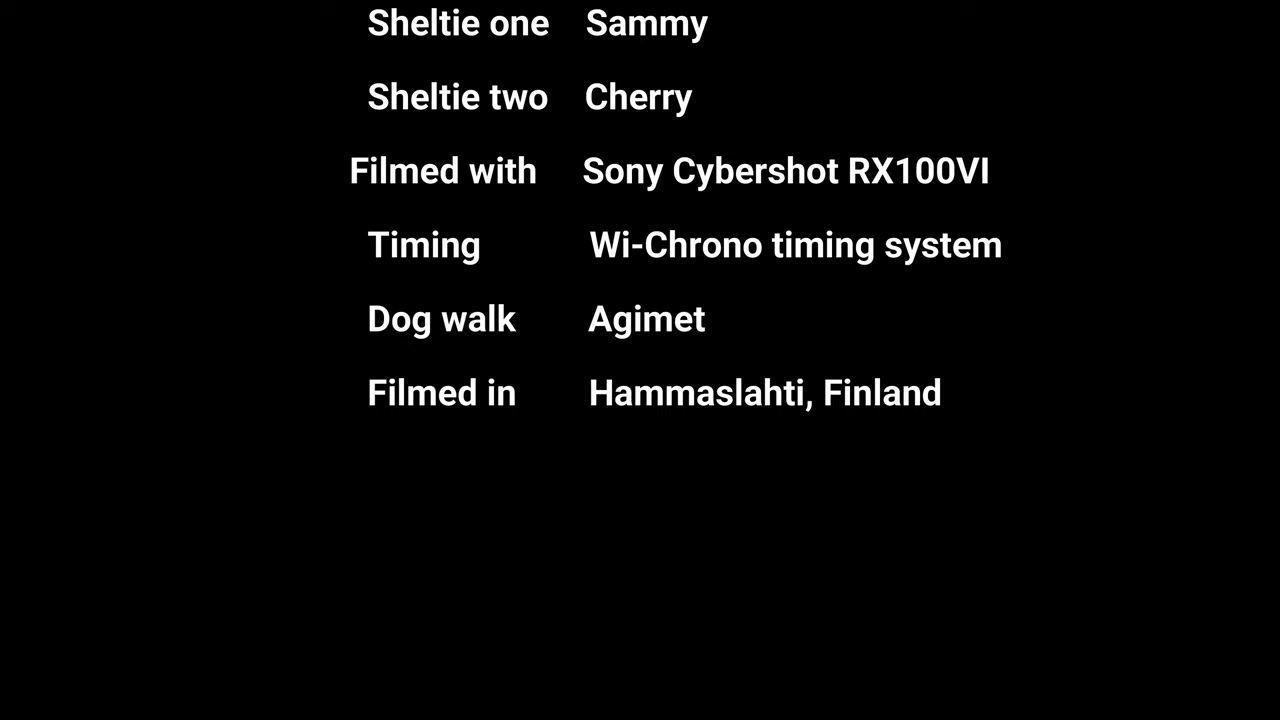 Sheltie one Sammy
Sheltie two Cherry
Filmed with Sony Cybershot RX100VI
Timing Wi-Chrono timing system
Dog walk Agimet
Filmed in Hammaslahti, Finland